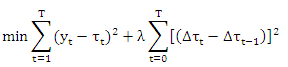 min ∑_{t=1}^{T} (y_t − τ_t)² + λ ∑_{t=0}^{T} [(Δτ_t − Δτ_{t−1})]²